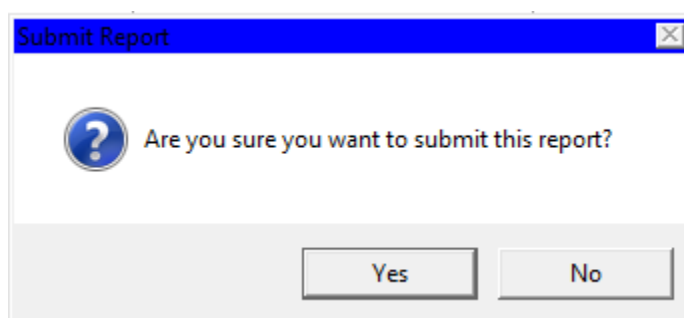 Submit Report
Are you sure you want to submit this report?
Yes
No